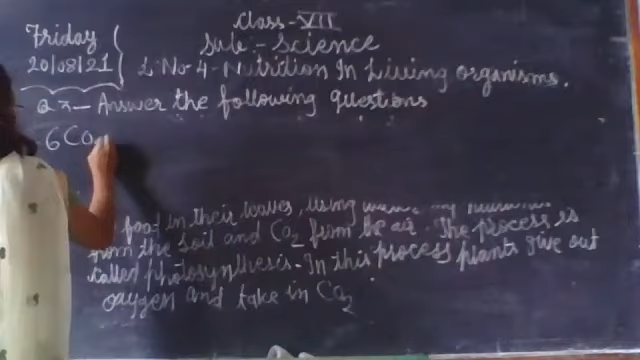 Class-VII
Friday
Sub:- Science
20/08/21
L.No-4-Nutrition In Living organisms.
Answer the following questions
6CO
food in their leaves, using
from the soil and CO2 from the air. The process is
called photosynthesis. In this process plants give out
oxygen and take in CO2